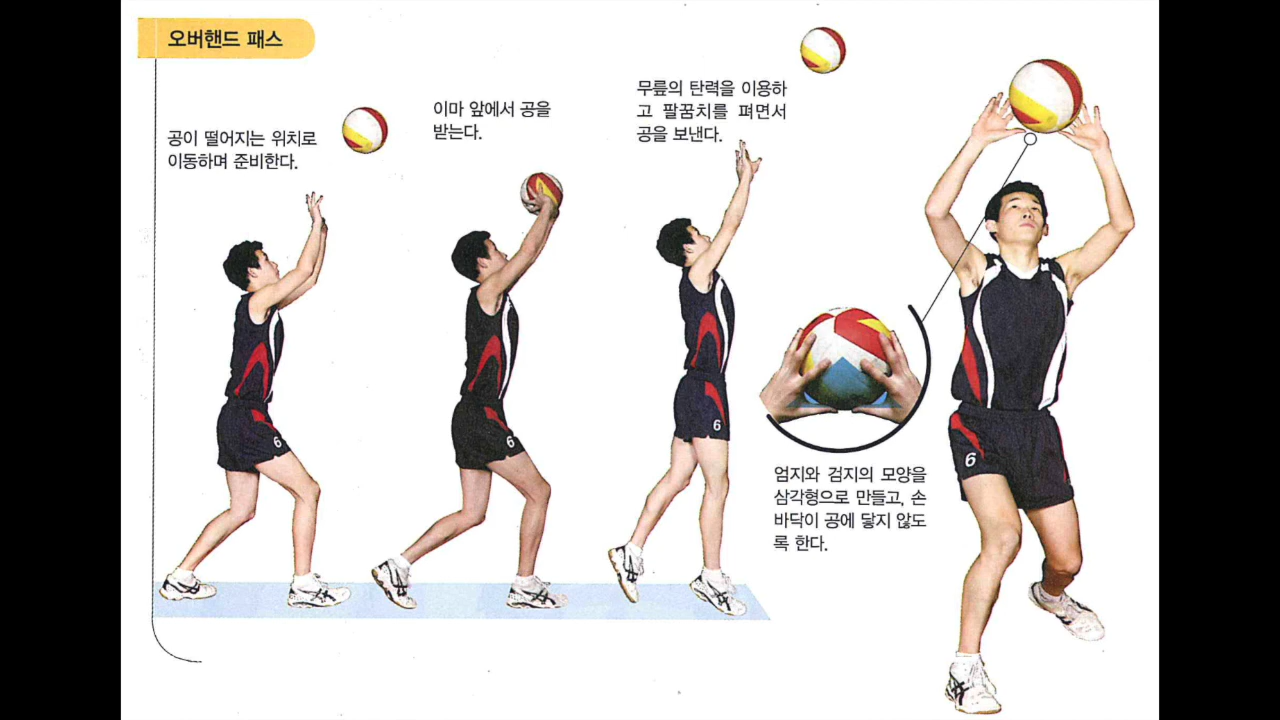 오버핸드 패스
공이 떨어지는 위치로
이동하며 준비한다.
이마 앞에서 공을
받는다.
무릎의 탄력을 이용하
고 팔꿈치를 펴면서
공을 보낸다.
엄지와 검지의 모양을
삼각형으로 만들고, 손
바닥이 공에 닿지 않도
록 한다.
6
6
6
6